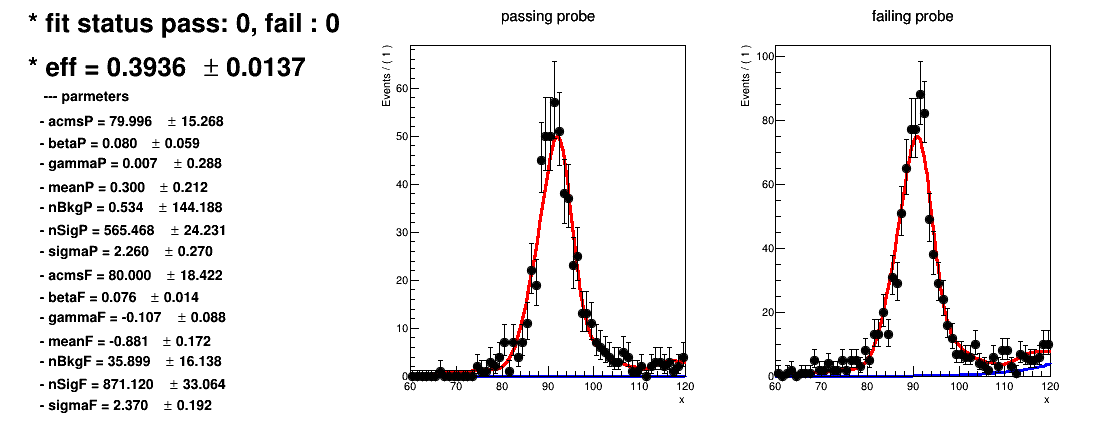 * fit status pass: 0, fail : 0
* eff = 0.3936 ± 0.0137
--- parmeters
- acmsP = 79.996 ± 15.268
- betaP = 0.080 ± 0.059
- gammaP = 0.007 ± 0.288
- meanP = 0.300 ± 0.212
- nBkgP = 0.534 ± 144.188
- nSigP = 565.468 ± 24.231
- sigmaP = 2.260 ± 0.270
- acmsF = 80.000 ± 18.422
- betaF = 0.076 ± 0.014
- gammaF = -0.107 ± 0.088
- meanF = -0.881 ± 0.172
- nBkgF = 35.899 ± 16.138
- nSigF = 871.120 ± 33.064
- sigmaF = 2.370 ± 0.192
passing probe
Events / ( 1 )
60
50
40
30
20
10
0
60 70 80 90 100 110 120
x
failing probe
Events / ( 1 )
100
80
60
40
20
0
60 70 80 90 100 110 120
x